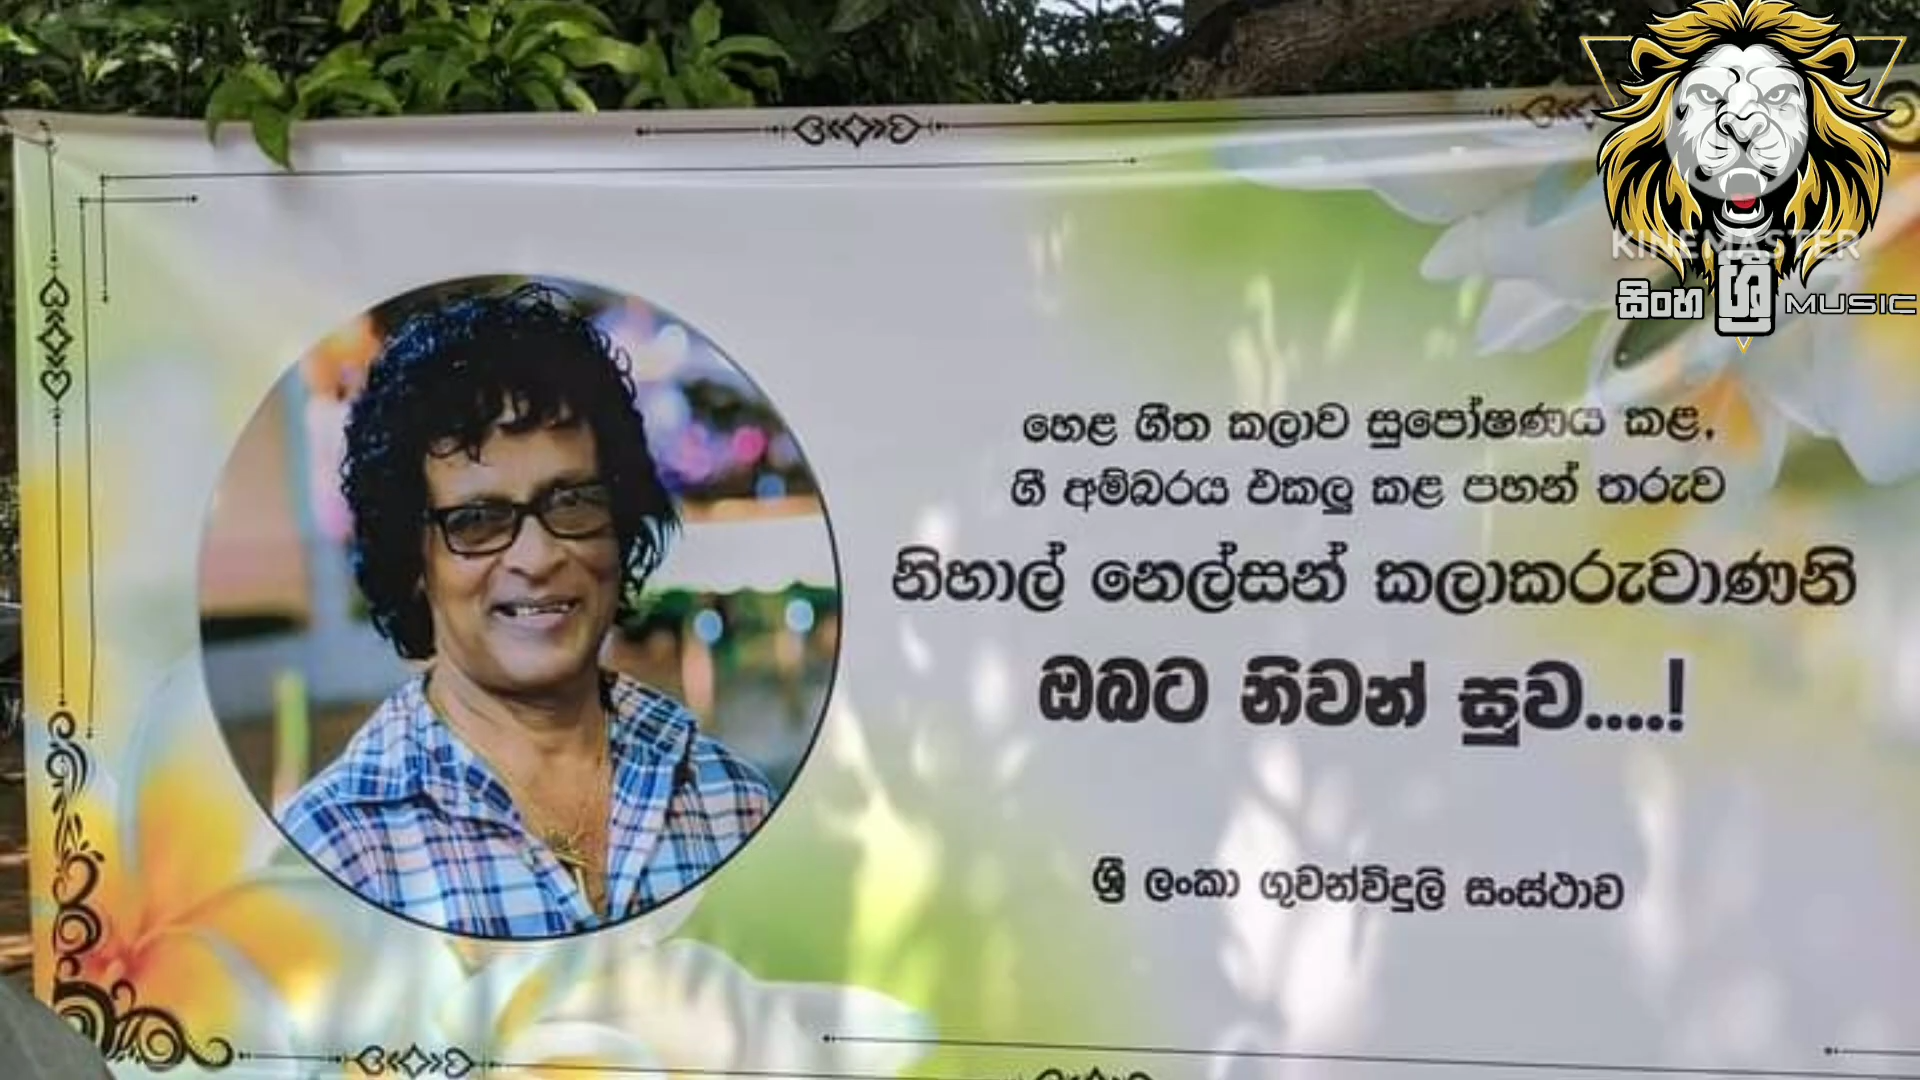 KINEMASTER
සිංහ ශ්‍රී MUSIC
හෙළ ගීත කලාව සුපෝෂණය කළ,
ගී අම්බරය එකලු කළ පහන් තරුව
නිහාල් නෙල්සන් කලාකරුවාණනි
ඔබට නිවන් සුව....!
ශ්‍රී ලංකා ගුවන්විදුලි සංස්ථාව